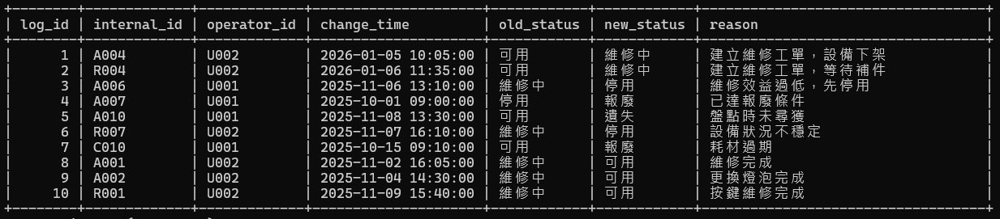 | log_id | internal_id | operator_id | change_time | old_status | new_status | reason |
| 1 | A004 | U002 | 2026-01-05 10:05:00 | 可用 | 維修中 | 建立維修工單，設備下架 |
| 2 | R004 | U002 | 2026-01-06 11:35:00 | 可用 | 維修中 | 建立維修工單，等待補件 |
| 3 | A006 | U001 | 2025-11-06 13:10:00 | 維修中 | 停用 | 維修效益過低，先停用 |
| 4 | A007 | U001 | 2025-10-01 09:00:00 | 停用 | 報廢 | 已達報廢條件 |
| 5 | A010 | U001 | 2025-11-08 13:30:00 | 可用 | 遺失 | 盤點時未尋獲 |
| 6 | R007 | U002 | 2025-11-07 16:10:00 | 維修中 | 停用 | 設備狀況不穩定 |
| 7 | C010 | U001 | 2025-10-15 09:10:00 | 可用 | 報廢 | 耗材過期 |
| 8 | A001 | U002 | 2025-11-02 16:05:00 | 維修中 | 可用 | 維修完成 |
| 9 | A002 | U002 | 2025-11-04 14:30:00 | 維修中 | 可用 | 更換燈泡完成 |
| 10 | R001 | U002 | 2025-11-09 15:40:00 | 維修中 | 可用 | 按鍵維修完成 |